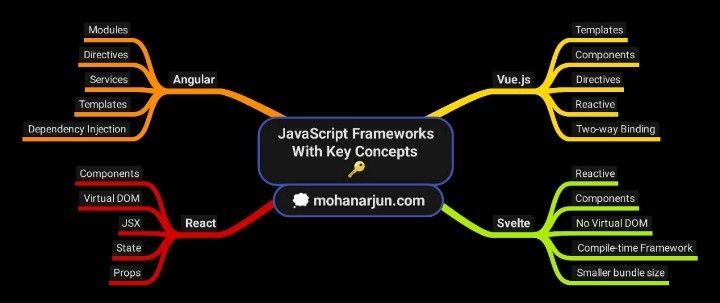 JavaScript Frameworks
With Key Concepts
mohanarjun.com
Angular
Modules
Directives
Services
Templates
Dependency Injection
Vue.js
Templates
Components
Directives
Reactive
Two-way Binding
React
Components
Virtual DOM
JSX
State
Props
Svelte
Reactive
Components
No Virtual DOM
Compile-time Framework
Smaller bundle size